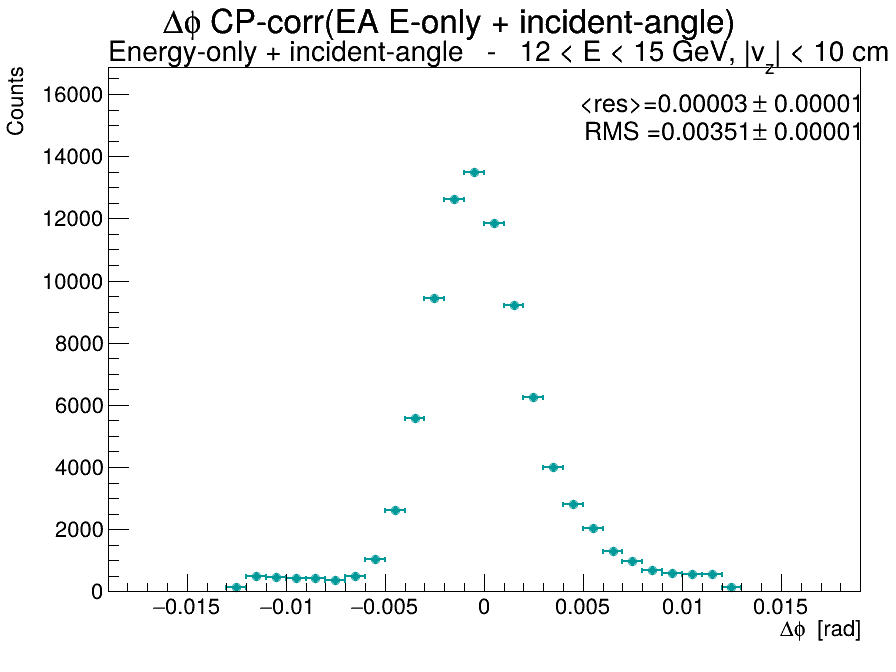 Δϕ CP-corr(EA E-only + incident-angle)
Energy-only + incident-angle - 12 < E < 15 GeV, |v_z| < 10 cm
Counts
<res>=0.00003 ± 0.00001
RMS =0.00351± 0.00001
16000
14000
12000
10000
8000
6000
4000
2000
0
−0.015 −0.01 −0.005 0 0.005 0.01 0.015
Δϕ [rad]